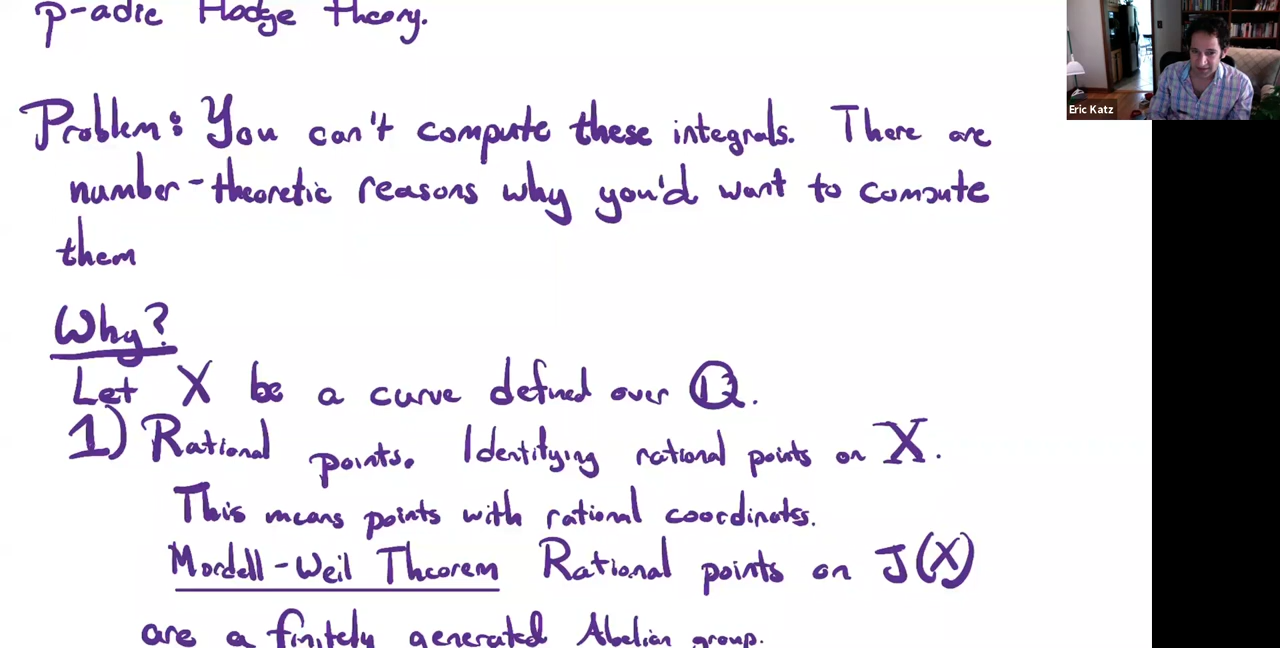 p-adic Hodge theory.
Eric Katz
Problem: You can't compute these integrals. There are
number-theoretic reasons why you'd want to compute
them
Why?
Let X be a curve defined over Q.
1) Rational points. Identifying rational points on X.
This means points with rational coordinates.
Mordell-Weil Theorem Rational points on J(X)
are a finitely generated Abelian group.